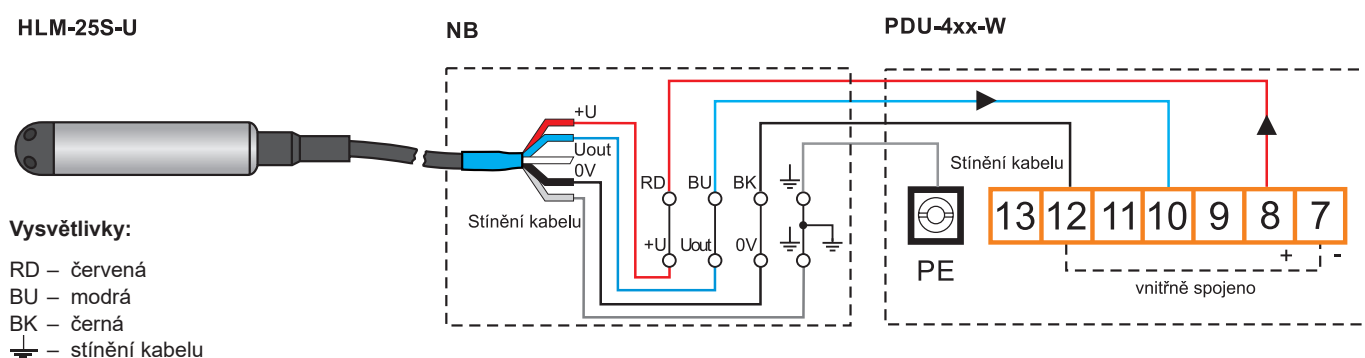 HLM-25S-U
NB
PDU-4xx-W
+U
Uout
0V
Stínění kabelu
RD BU BK
+U Uout 0V
Stínění kabelu
13 12 11 10 9 8 7
+ -
PE
vnitřně spojeno
Vysvětlivky:
RD – červená
BU – modrá
BK – černá
⏚ – stínění kabelu